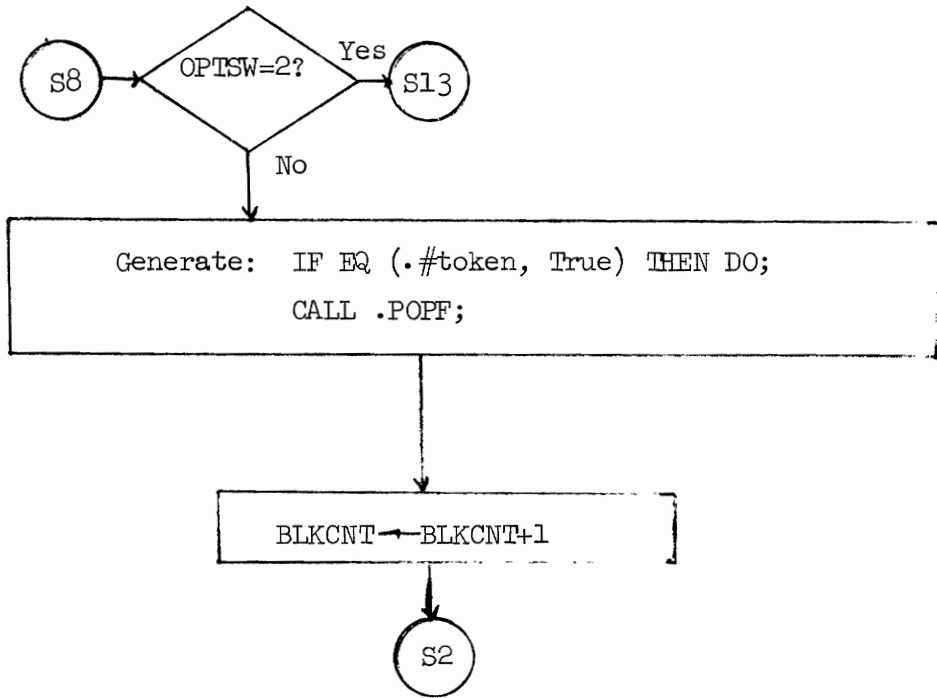 S8
OPTSW=2?
Yes
S13
No
Generate: IF EQ (.#token, True) THEN DO;
CALL .POPF;
BLKCNT←BLKCNT+1
S2